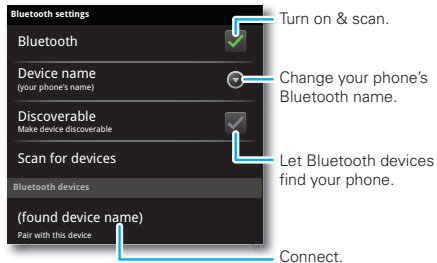 Bluetooth settings
Bluetooth
Device name
(your phone's name)
Discoverable
Make device discoverable
Scan for devices
Bluetooth devices
(found device name)
Pair with this device
Turn on & scan.
Change your phone's
Bluetooth name.
Let Bluetooth devices
find your phone.
Connect.